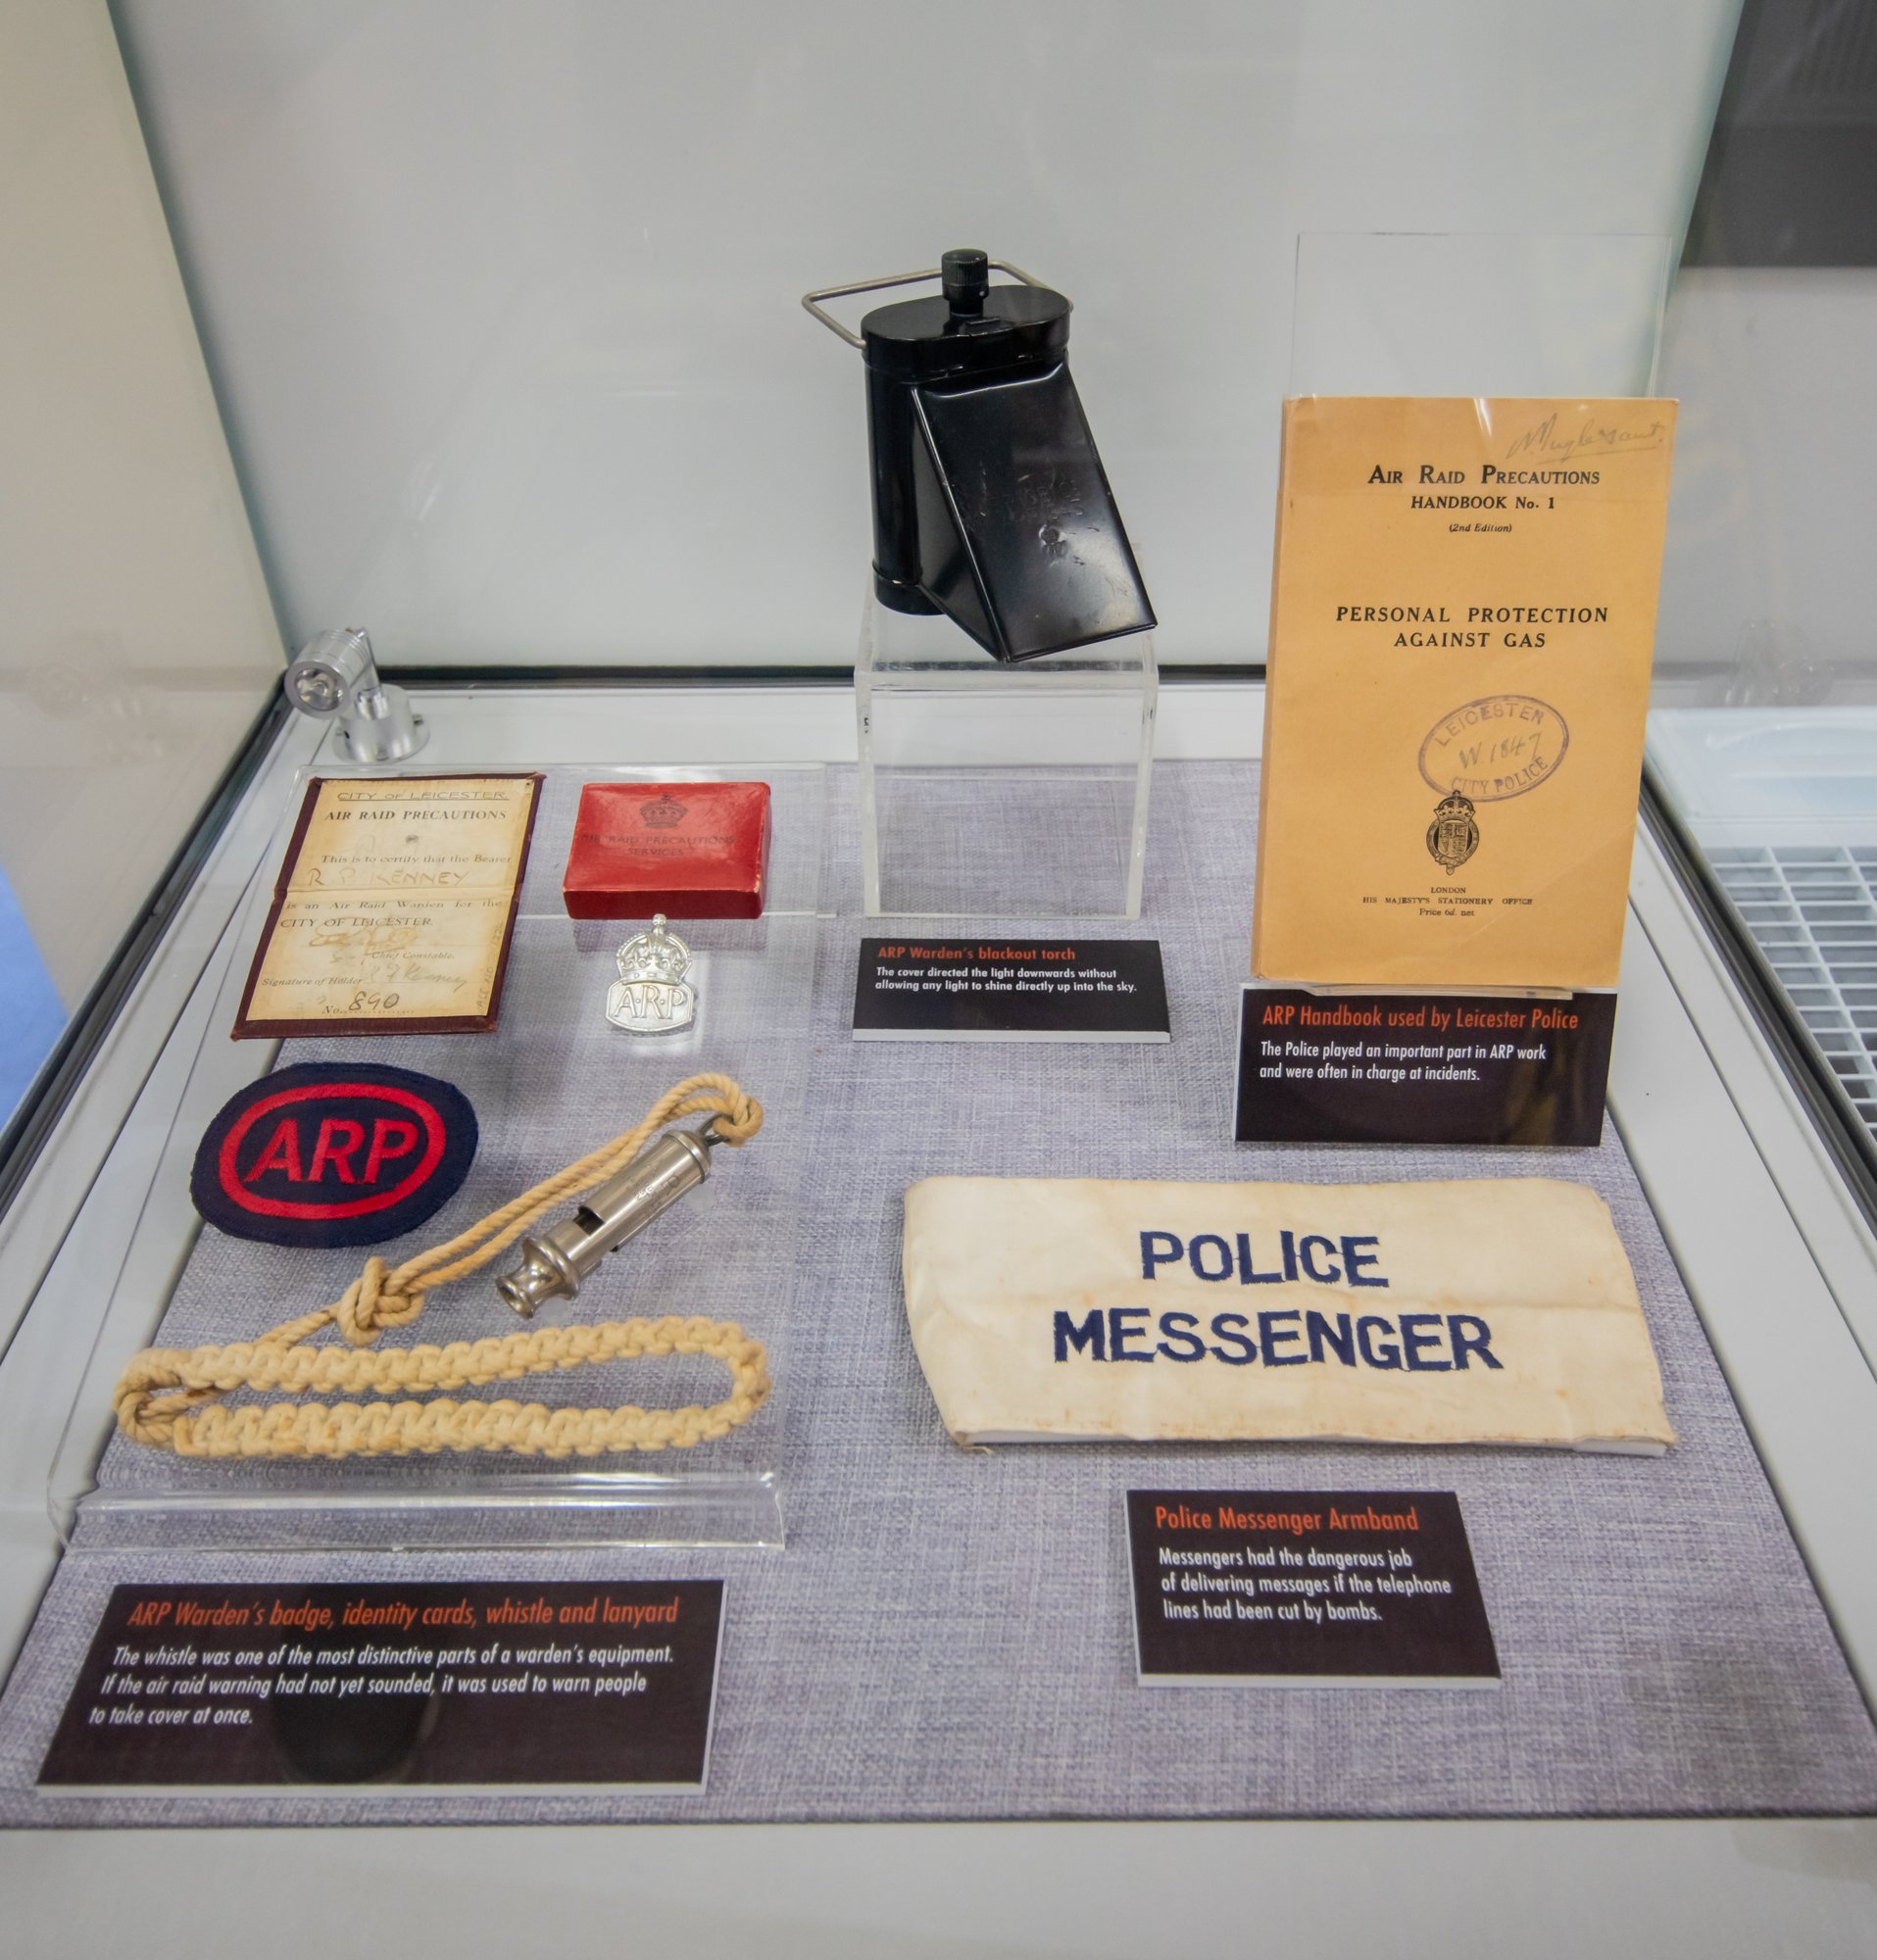 CITY OF LEICESTER
AIR RAID PRECAUTIONS
This is to certify that the Bearer
R P KENNEY
is an Air Raid Warden for the
CITY OF LEICESTER
Chief Constable.
Signature of Holder
No. 890
AIR RAID PRECAUTIONS
SERVICES
A·R·P
ARP
ARP Warden's blackout torch
The cover directed the light downwards without
allowing any light to shine directly up into the sky.
AIR RAID PRECAUTIONS
HANDBOOK No. 1
(2nd Edition)
PERSONAL PROTECTION
AGAINST GAS
LEICESTER
W. 1847
CITY POLICE
LONDON
HIS MAJESTY'S STATIONERY OFFICE
Price 6d. net
ARP Handbook used by Leicester Police
The Police played an important part in ARP work
and were often in charge at incidents.
POLICE
MESSENGER
Police Messenger Armband
Messengers had the dangerous job
of delivering messages if the telephone
lines had been cut by bombs.
ARP Warden's badge, identity cards, whistle and lanyard
The whistle was one of the most distinctive parts of a warden's equipment.
If the air raid warning had not yet sounded, it was used to warn people
to take cover at once.